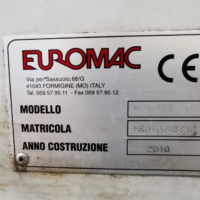 EUROMAC
CE
Via per Sassuolo,68/G
41043 FORMIGINE (MO) ITALY
Tel. 059 57.95.11 - Fax 059 57.95.12
MODELLO
MATRICOLA
ANNO COSTRUZIONE 2010